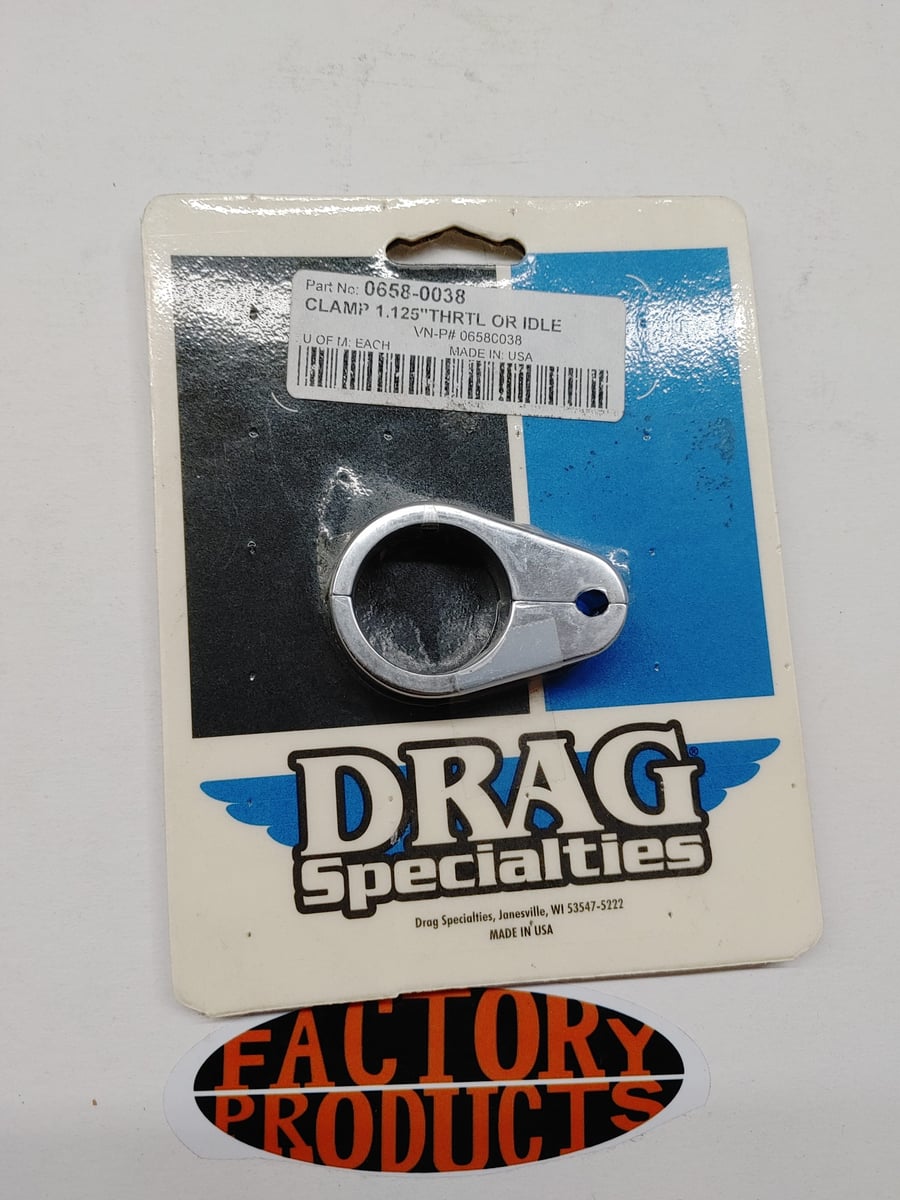 Part No: 0658-0038
CLAMP 1.125"THRTL OR IDLE
VN-P# 06580038
U OF M: EACH MADE IN: USA
DRAG®
Specialties
Drag Specialties, Janesville, WI 53547-5222
MADE IN USA
FACTORY
PRODUCTS